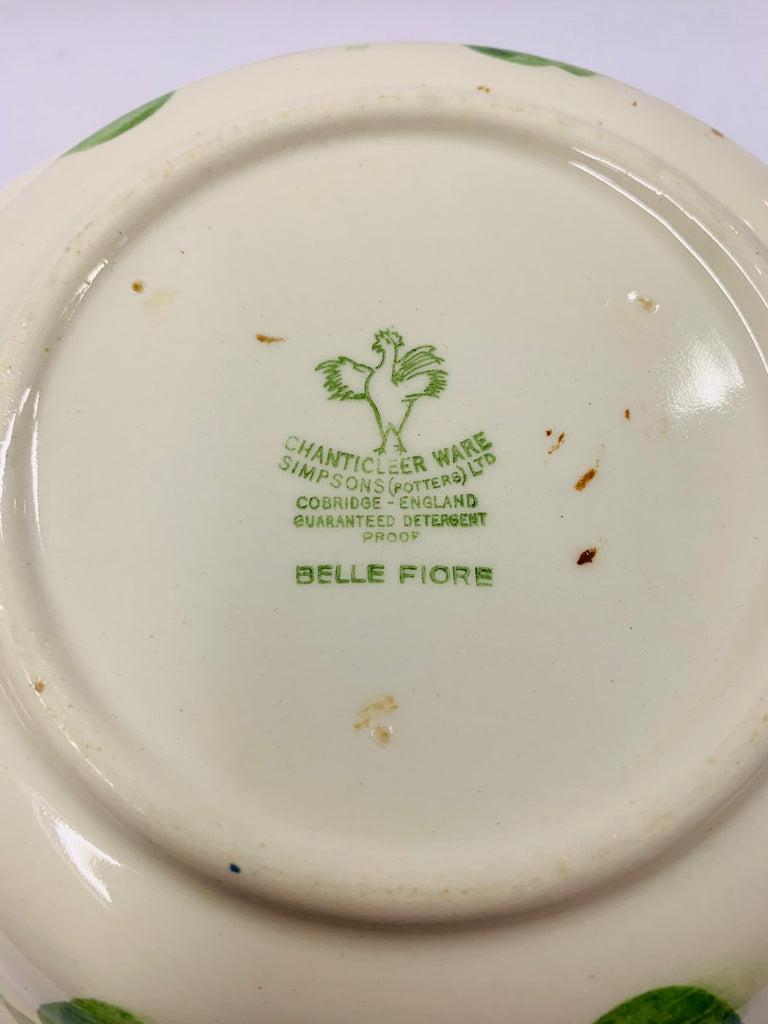 CHANTICLEER WARE
SIMPSONS (POTTERS) LTD
COBRIDGE - ENGLAND
GUARANTEED DETERGENT
PROOF
BELLE FIORE